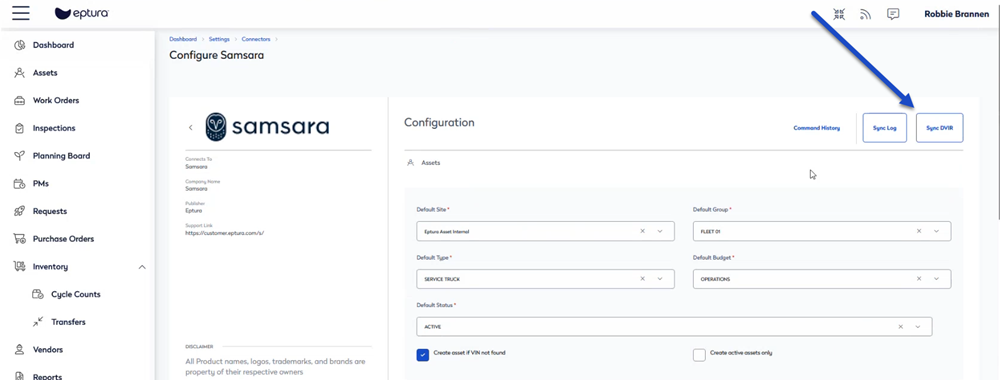 eptura
Robbie Brannen
Dashboard
Assets
Work Orders
Inspections
Planning Board
PMs
Requests
Purchase Orders
Inventory
Cycle Counts
Transfers
Vendors
Reports
Dashboard > Settings > Connectors >
Configure Samsara
samsara
Connects To
Samsara
Company Name
Samsara
Publisher
Eptura
Support Link
https://customer.eptura.com/s/
DISCLAIMER
All Product names, logos, trademarks, and brands are
property of their respective owners
Configuration
Command History
Sync Log
Sync DVIR
Assets
Default Site *
Eptura Asset Internal
Default Group *
FLEET 01
Default Type *
SERVICE TRUCK
Default Budget *
OPERATIONS
Default Status *
ACTIVE
Create asset if VIN not found
Create active assets only